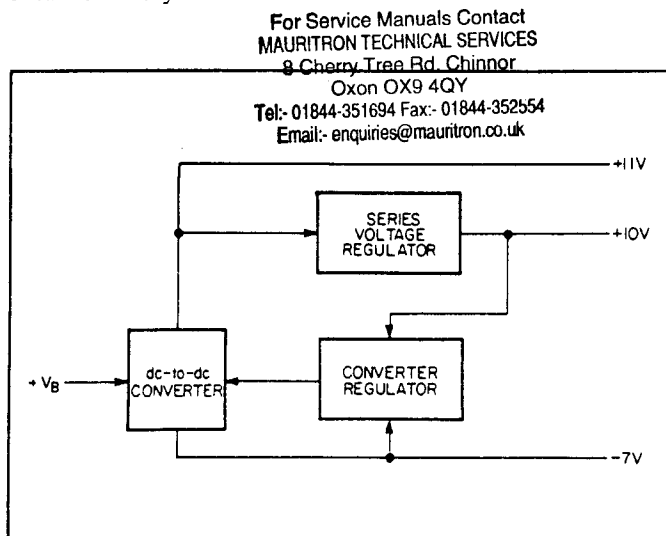 For Service Manuals Contact
MAURITRON TECHNICAL SERVICES
8 Cherry Tree Rd, Chinnor
Oxon OX9 4QY
Tel:- 01844-351694 Fax:- 01844-352554
Email:- enquiries@mauritron.co.uk
+11V
SERIES
VOLTAGE
REGULATOR
+10V
dc-to-dc
CONVERTER
+ VB
CONVERTER
REGULATOR
-7V